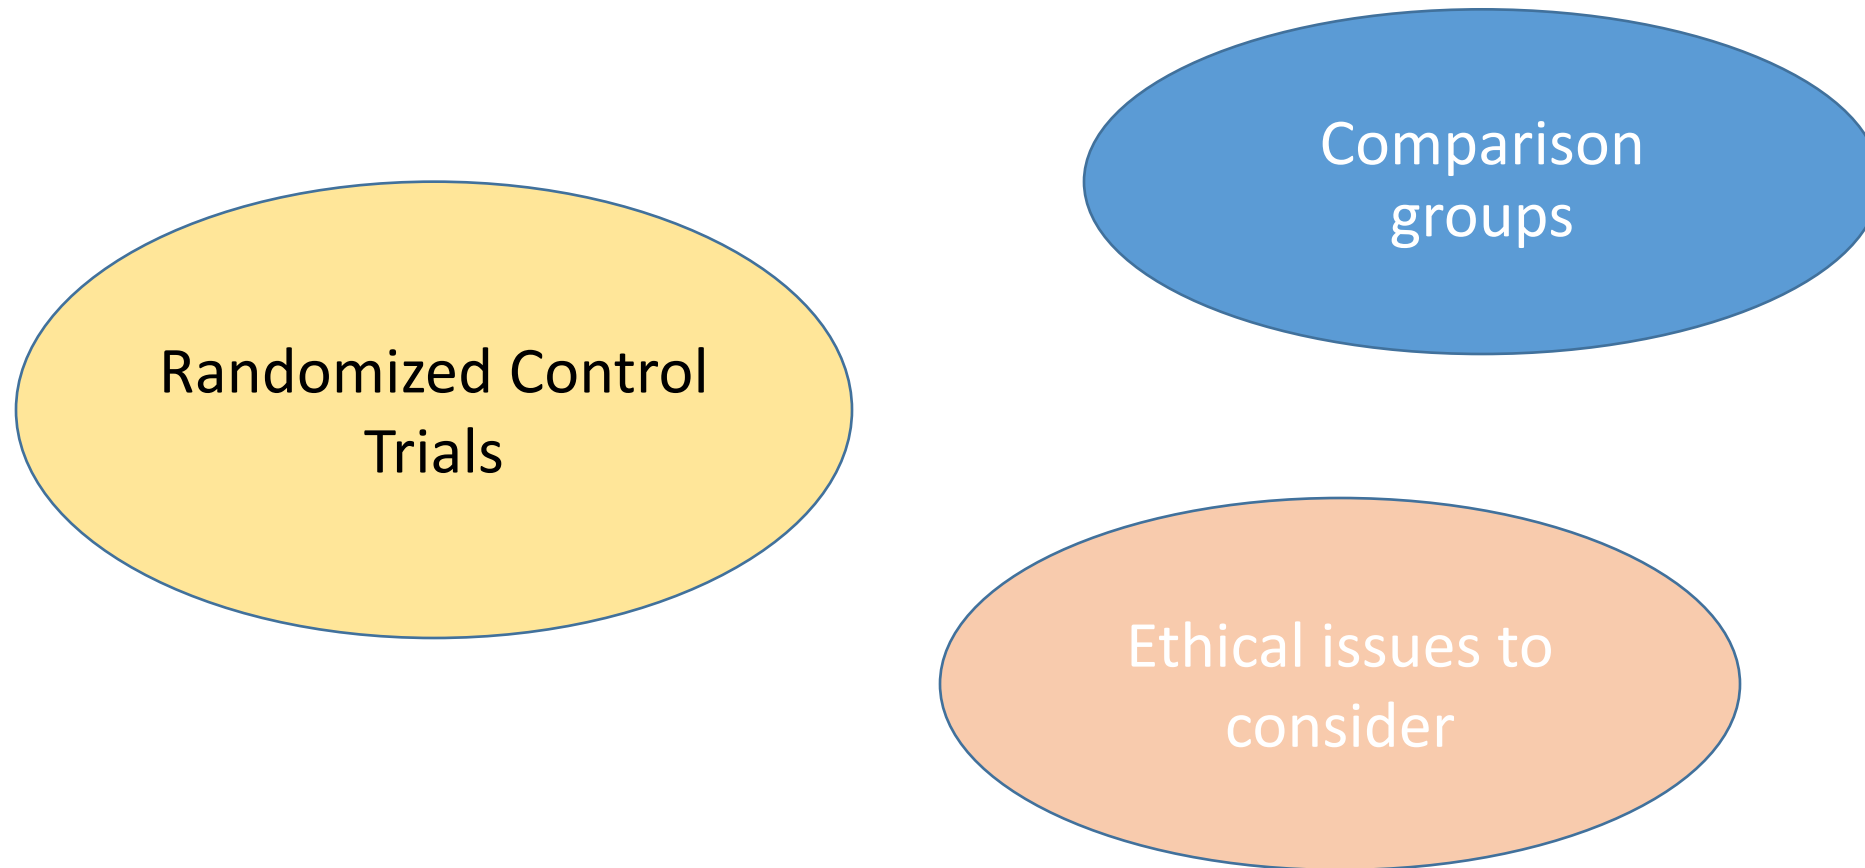 Comparison
groups
Randomized Control
Trials
Ethical issues to
consider